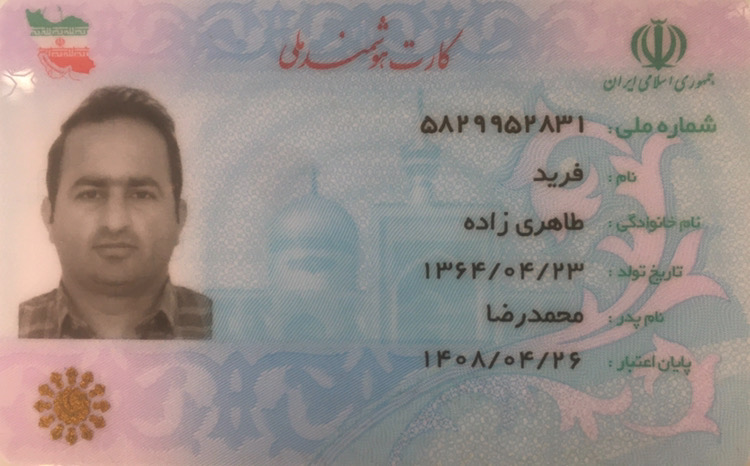 کارت هوشمند ملی
جمهوری اسلامی ایران
شماره ملی: ۵۸۲۹۹۵۲۸۳۱
نام: فرید
نام خانوادگی: طاهری زاده
تاریخ تولد: ۱۳۶۴/۰۴/۲۳
نام پدر: محمدرضا
پایان اعتبار: ۱۴۰۸/۰۴/۲۶